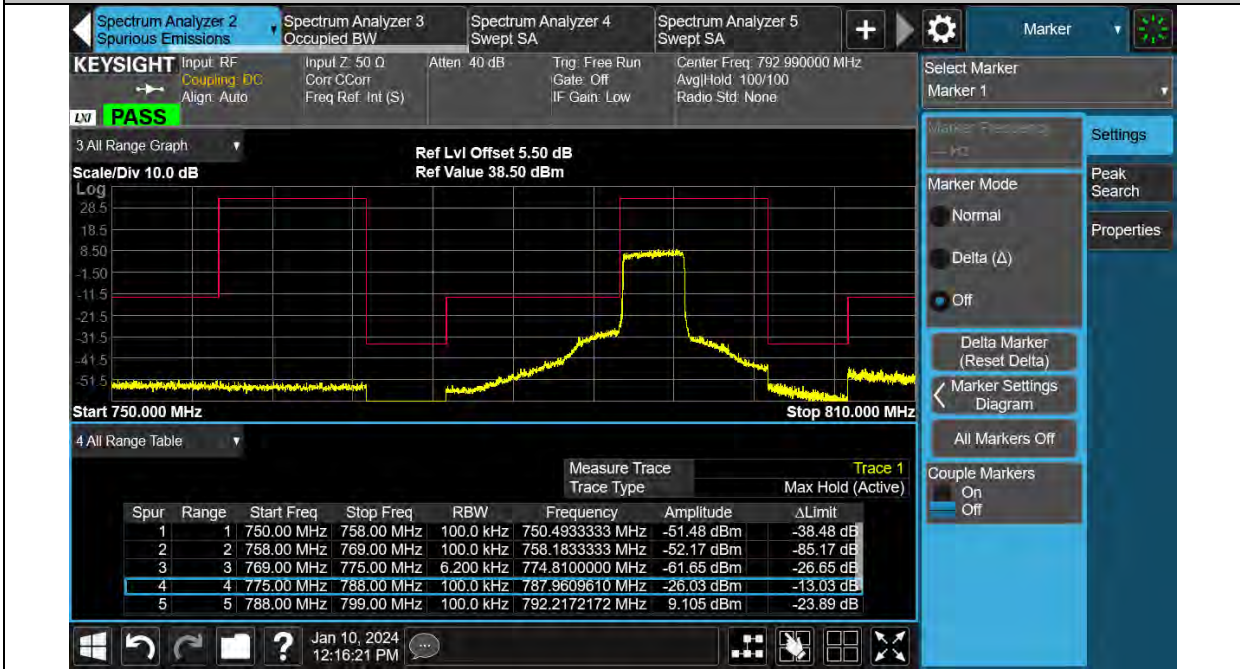 Spectrum Analyzer 2
Spurious Emissions
Spectrum Analyzer 3
Occupied BW
Spectrum Analyzer 4
Swept SA
Spectrum Analyzer 5
Swept SA
+
Marker
KEYSIGHT
Input: RF
Coupling: DC
Align: Auto
Input Z: 50 Ω
Corr CCorr
Freq Ref: Int (S)
Atten: 40 dB
Trig: Free Run
Gate: Off
IF Gain: Low
Center Freq: 792.990000 MHz
Avg|Hold: 100/100
Radio Std: None
LXI
PASS
Select Marker
Marker 1
Marker Frequency
--- Hz
Settings
Peak Search
Properties
Marker Mode
Normal
Delta (Δ)
Off
Delta Marker
(Reset Delta)
Marker Settings
Diagram
All Markers Off
Couple Markers
On
Off
3 All Range Graph
Scale/Div 10.0 dB
Ref Lvl Offset 5.50 dB
Ref Value 38.50 dBm
Log
28.5
18.5
8.50
-1.50
-11.5
-21.5
-31.5
-41.5
-51.5
Start 750.000 MHz
Stop 810.000 MHz
4 All Range Table
Measure Trace Trace 1
Trace Type Max Hold (Active)
Spur Range Start Freq Stop Freq RBW Frequency Amplitude ΔLimit
1 1 750.00 MHz 758.00 MHz 100.0 kHz 750.4933333 MHz -51.48 dBm -38.48 dB
2 2 758.00 MHz 769.00 MHz 100.0 kHz 758.1833333 MHz -52.17 dBm -85.17 dB
3 3 769.00 MHz 775.00 MHz 6.200 kHz 774.8100000 MHz -61.65 dBm -26.65 dB
4 4 775.00 MHz 788.00 MHz 100.0 kHz 787.9609610 MHz -26.03 dBm -13.03 dB
5 5 788.00 MHz 799.00 MHz 100.0 kHz 792.2172172 MHz 9.105 dBm -23.89 dB
?
Jan 10, 2024
12:16:21 PM